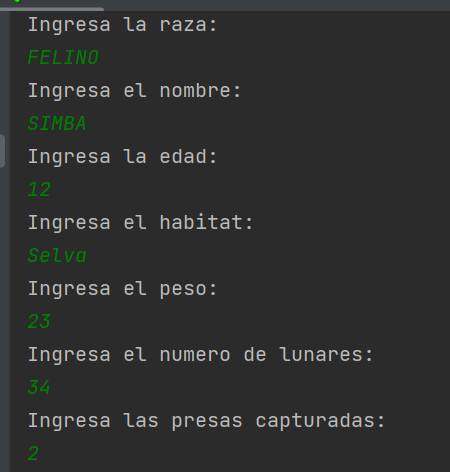 Ingresa la raza:
FELINO
Ingresa el nombre:
SIMBA
Ingresa la edad:
12
Ingresa el habitat:
Selva
Ingresa el peso:
23
Ingresa el numero de lunares:
34
Ingresa las presas capturadas:
2